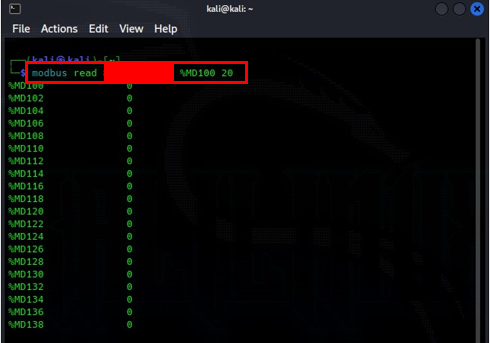 kali@kali: ~
File Actions Edit View Help
(kali㉿kali)-[~]
$ modbus read %MD100 20
%MD100 0
%MD102 0
%MD104 0
%MD106 0
%MD108 0
%MD110 0
%MD112 0
%MD114 0
%MD116 0
%MD118 0
%MD120 0
%MD122 0
%MD124 0
%MD126 0
%MD128 0
%MD130 0
%MD132 0
%MD134 0
%MD136 0
%MD138 0